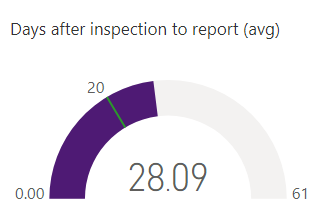 Days after inspection to report (avg)
20
28.09
0.00
61